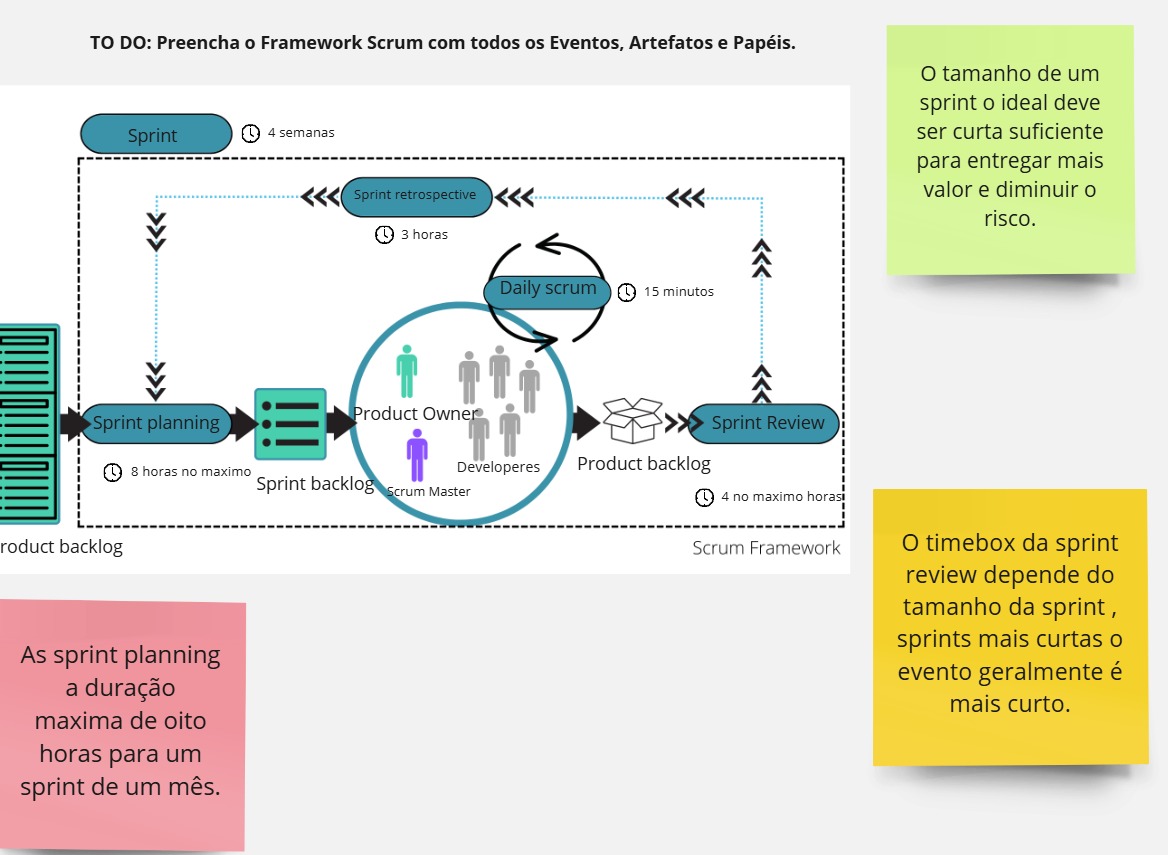 TO DO: Preencha o Framework Scrum com todos os Eventos, Artefatos e Papéis.
Sprint
4 semanas
Sprint retrospective
3 horas
Daily scrum
15 minutos
Product Owner
Developeres
Scrum Master
Sprint planning
8 horas no maximo
Sprint backlog
Product backlog
Sprint Review
4 no maximo horas
roduct backlog
Scrum Framework
O tamanho de um
sprint o ideal deve
ser curta suficiente
para entregar mais
valor e diminuir o
risco.
O timebox da sprint
review depende do
tamanho da sprint ,
sprints mais curtas o
evento geralmente é
mais curto.
As sprint planning
a duração
maxima de oito
horas para um
sprint de um mês.